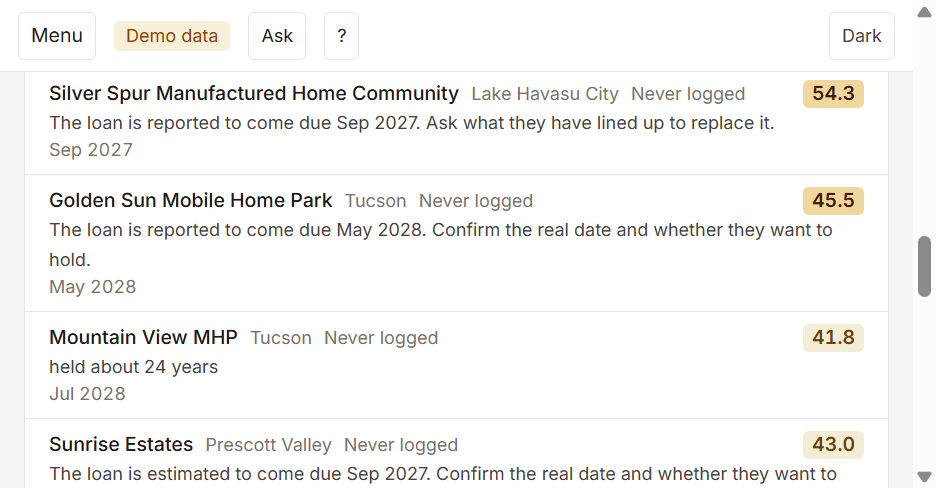 Menu Demo data Ask ? Dark
Silver Spur Manufactured Home Community Lake Havasu City Never logged 54.3
The loan is reported to come due Sep 2027. Ask what they have lined up to replace it.
Sep 2027
Golden Sun Mobile Home Park Tucson Never logged 45.5
The loan is reported to come due May 2028. Confirm the real date and whether they want to
hold.
May 2028
Mountain View MHP Tucson Never logged 41.8
held about 24 years
Jul 2028
Sunrise Estates Prescott Valley Never logged 43.0
The loan is estimated to come due Sep 2027. Confirm the real date and whether they want to